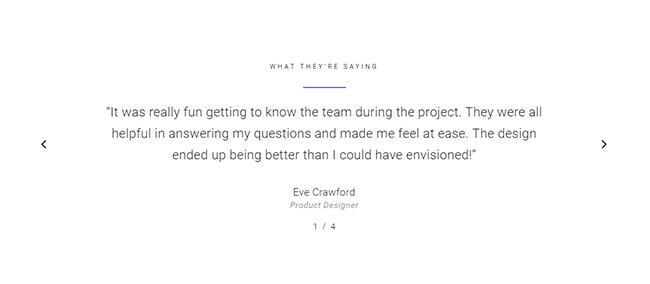 WHAT THEY'RE SAYING
“It was really fun getting to know the team during the project. They were all
helpful in answering my questions and made me feel at ease. The design
ended up being better than I could have envisioned!”
Eve Crawford
Product Designer
1 / 4